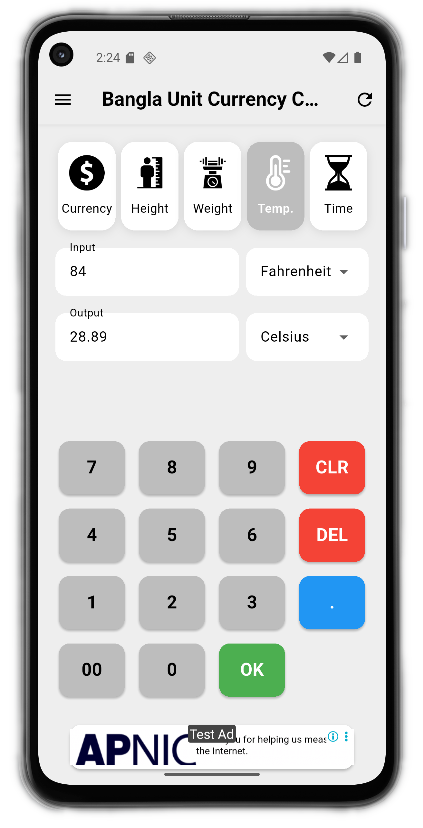 2:24
Bangla Unit Currency C...
Currency Height Weight Temp. Time
Input
84 Fahrenheit
Output
28.89 Celsius
7 8 9 CLR
4 5 6 DEL
1 2 3 .
00 0 OK
Test Ad
APNIC
you for helping us meas
the Internet.